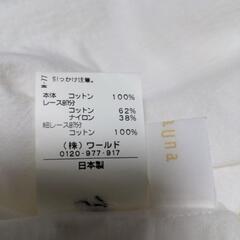 引っかけ注意。
本体 コットン 100%
レース部分
コットン 62%
ナイロン 38%
細レース部分
コットン 100%
(株)ワールド
0120-977-917
日本製
una